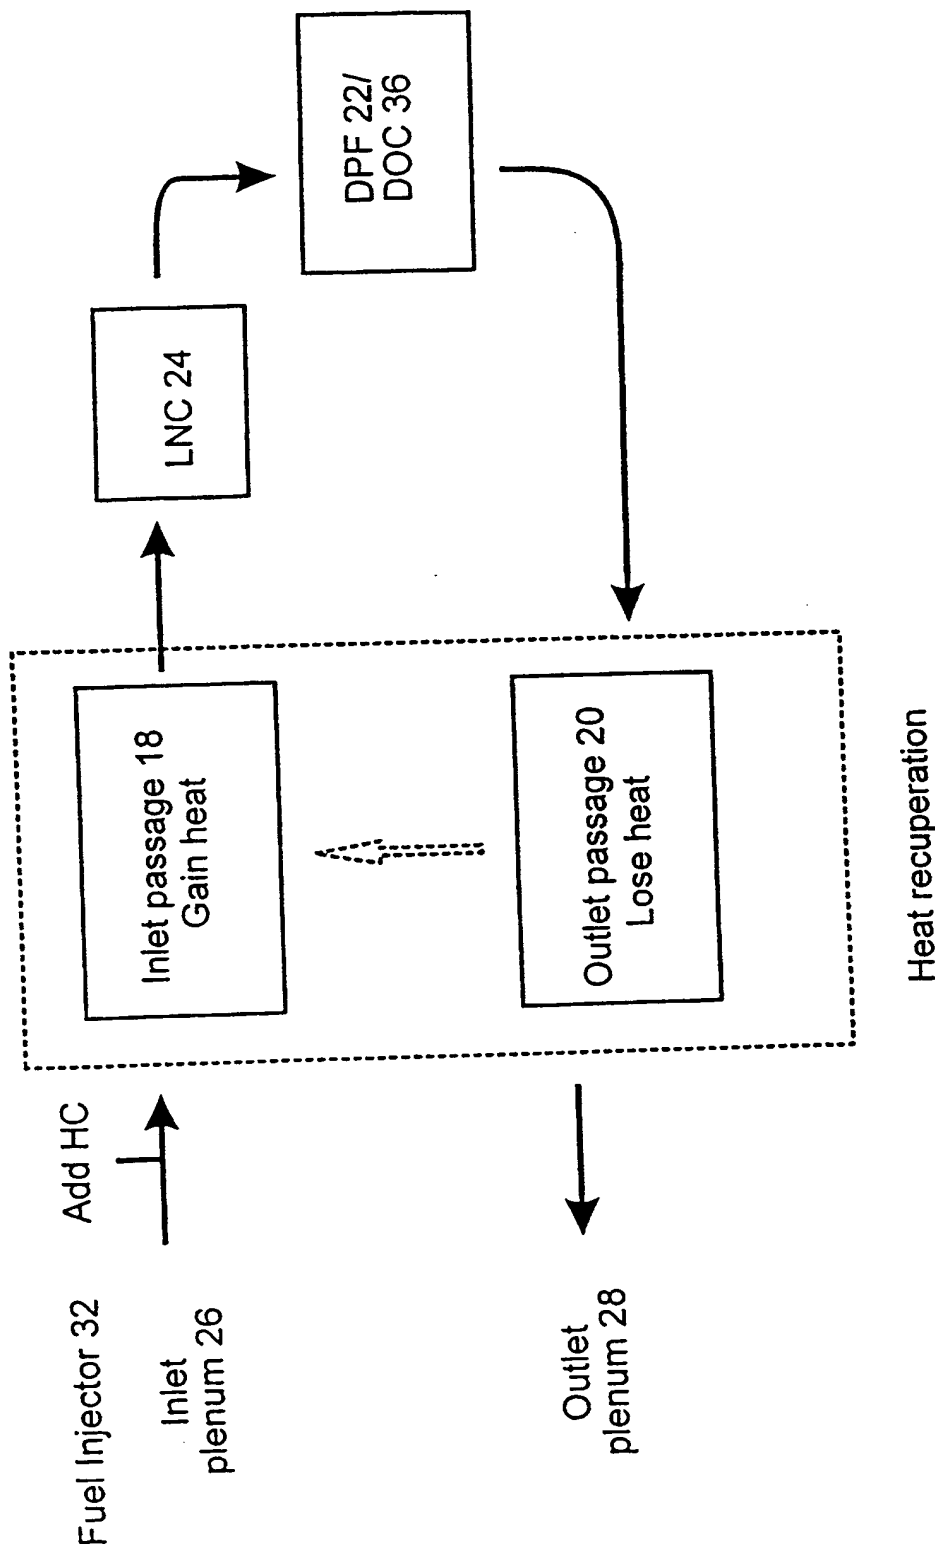 Fuel Injector 32
Add HC
Inlet
plenum 26
Inlet passage 18
Gain heat
LNC 24
DPF 22/
DOC 36
Outlet passage 20
Lose heat
Outlet
plenum 28
Heat recuperation